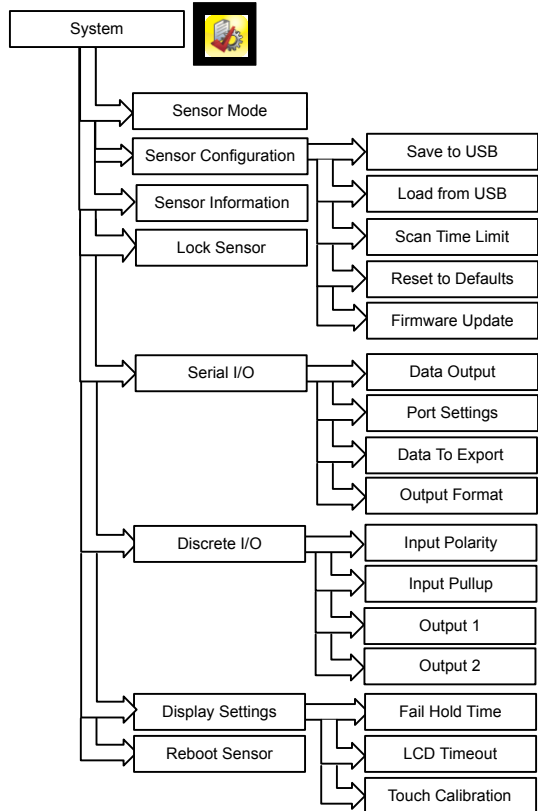 System
Sensor Mode
Sensor Configuration
Save to USB
Load from USB
Scan Time Limit
Reset to Defaults
Firmware Update
Sensor Information
Lock Sensor
Serial I/O
Data Output
Port Settings
Data To Export
Output Format
Discrete I/O
Input Polarity
Input Pullup
Output 1
Output 2
Display Settings
Fail Hold Time
LCD Timeout
Touch Calibration
Reboot Sensor